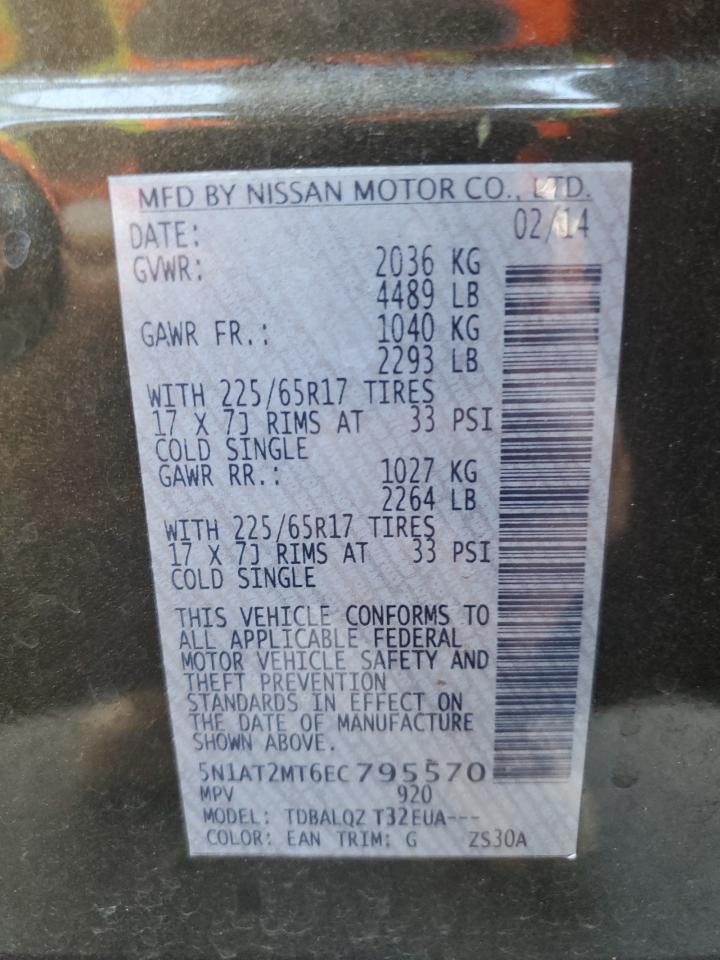 MFD BY NISSAN MOTOR CO., LTD.
DATE: 02/14
GVWR: 2036 KG
4489 LB
GAWR FR.: 1040 KG
2293 LB
WITH 225/65R17 TIRES
17 X 7J RIMS AT 33 PSI
COLD SINGLE
GAWR RR.: 1027 KG
2264 LB
WITH 225/65R17 TIRES
17 X 7J RIMS AT 33 PSI
COLD SINGLE
THIS VEHICLE CONFORMS TO
ALL APPLICABLE FEDERAL
MOTOR VEHICLE SAFETY AND
THEFT PREVENTION
STANDARDS IN EFFECT ON
THE DATE OF MANUFACTURE
SHOWN ABOVE.
5N1AT2MT6EC795570
MPV 920
MODEL: TDBALQZ T32EUA---
COLOR: EAN TRIM: G ZS30A